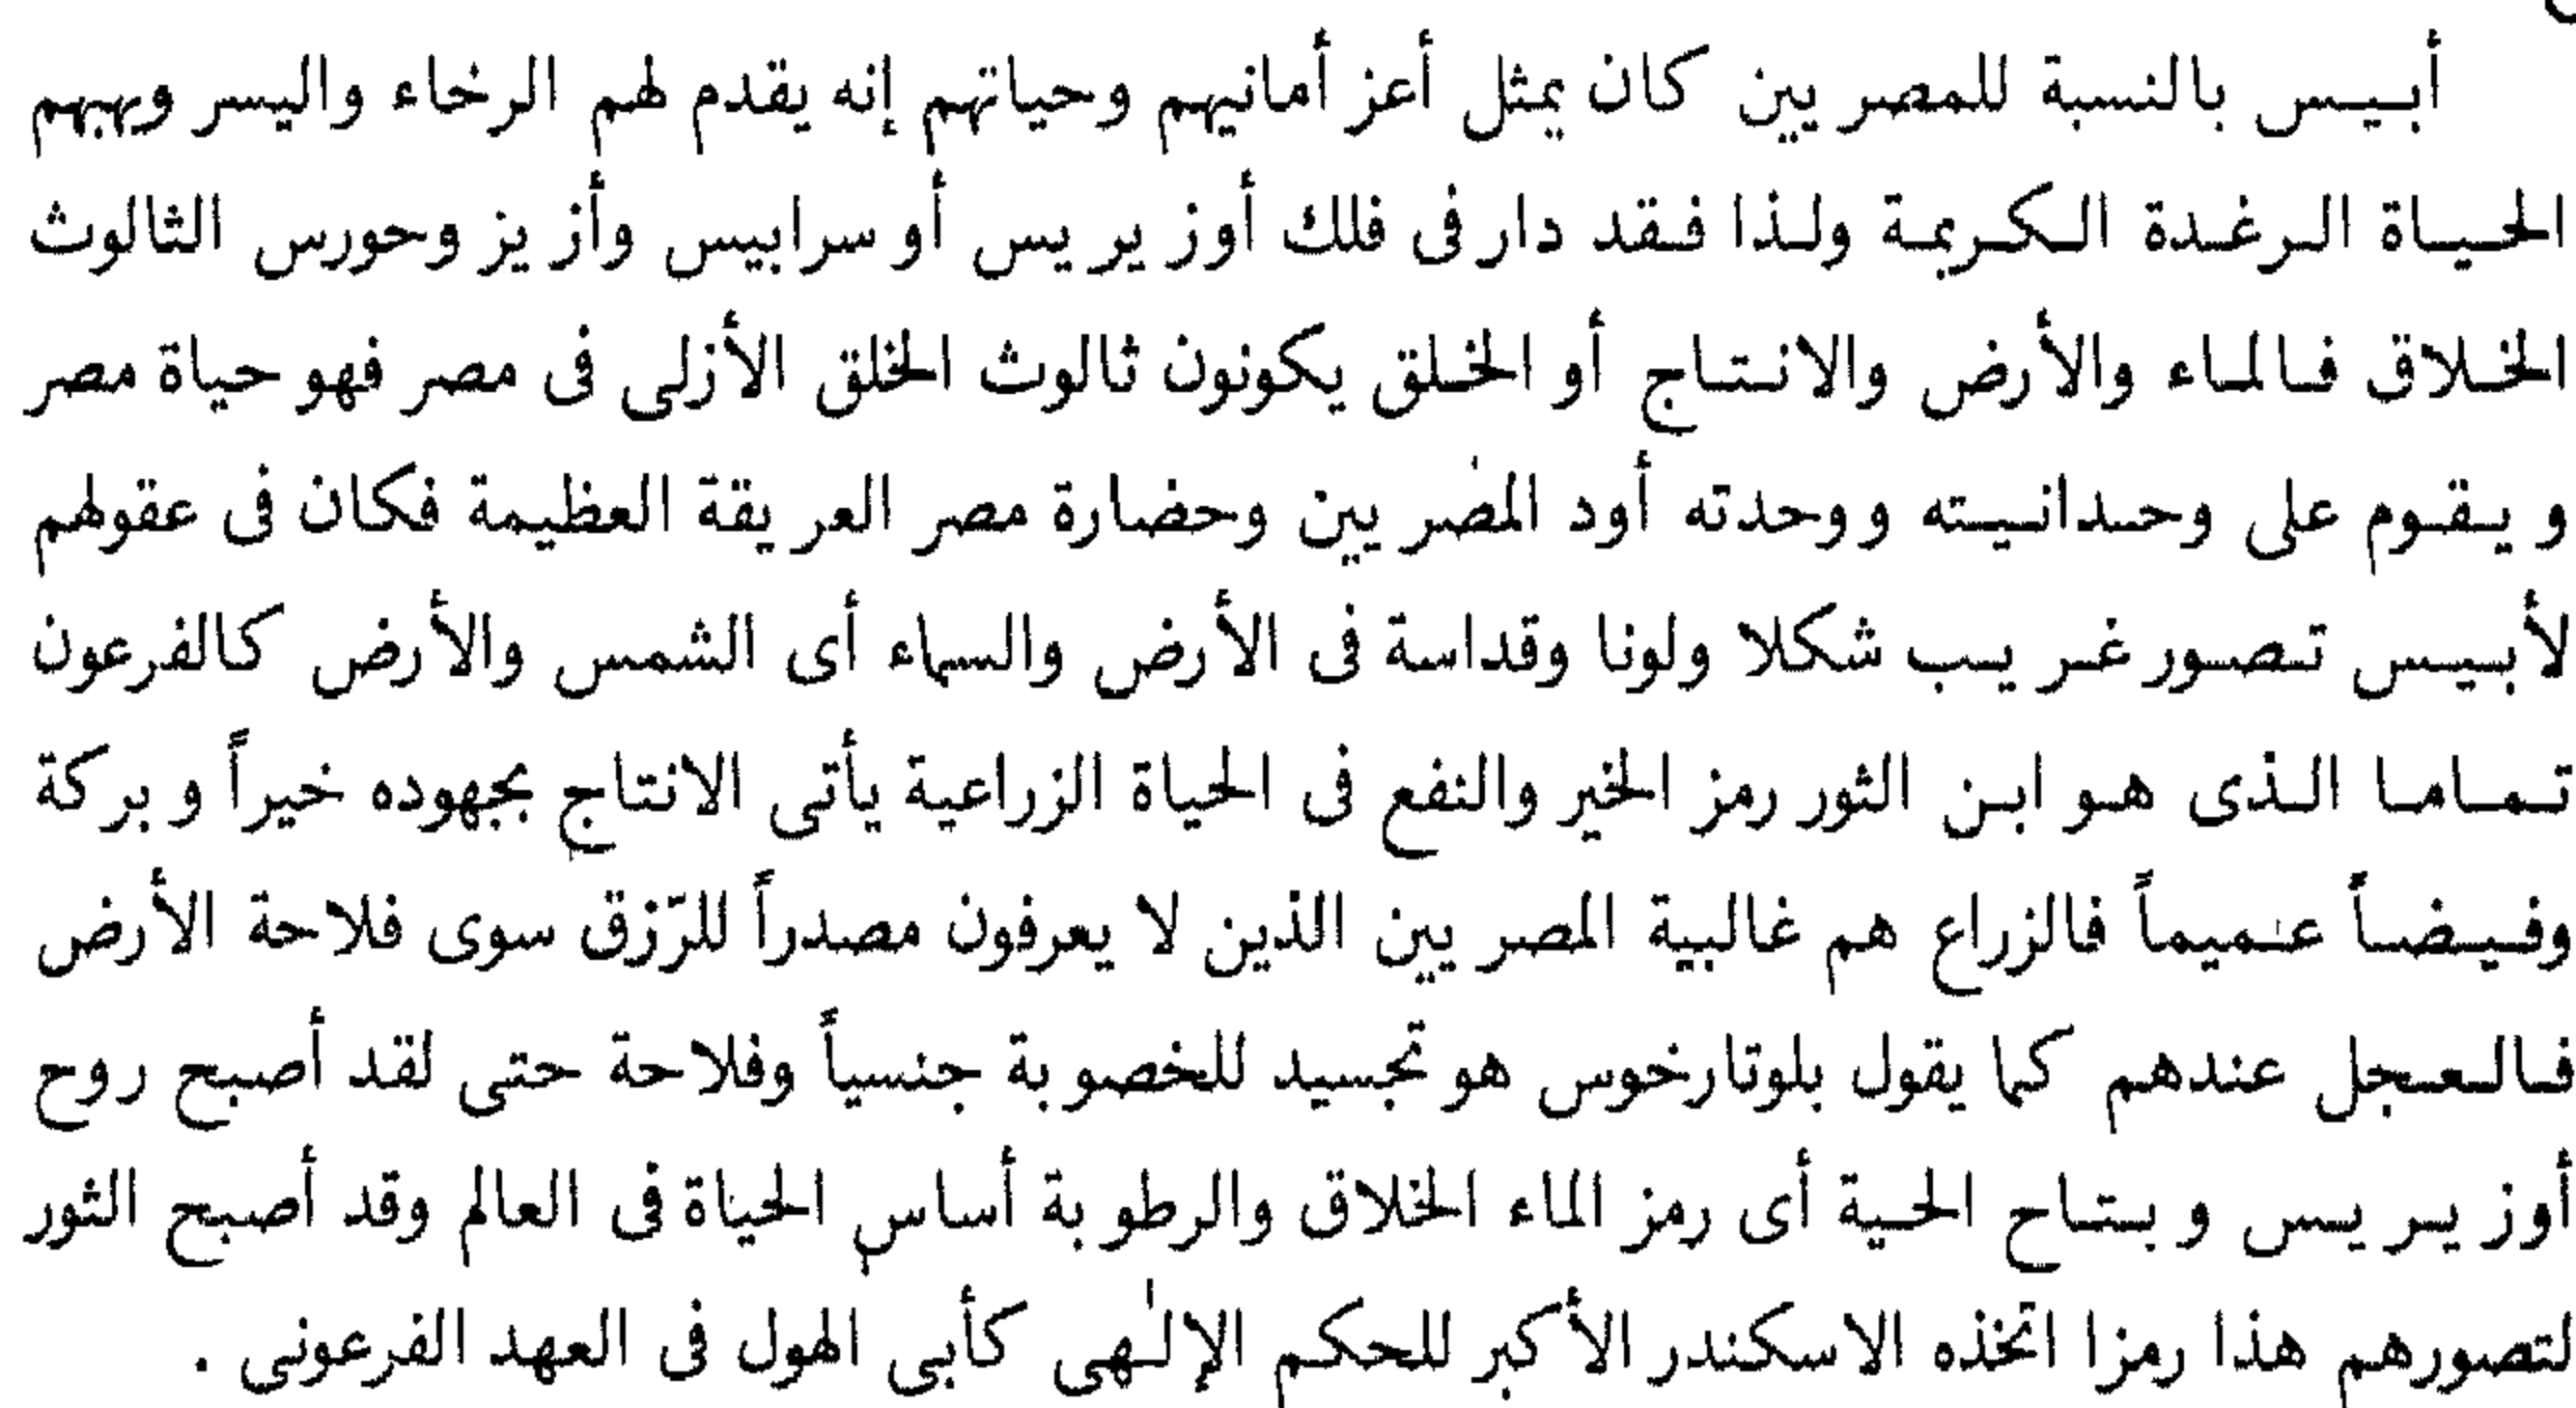 أبيس بالنسبة للمصريين كان يمثل أعز أمانيهم وحياتهم إنه يقدم لهم الرخاء واليسر ويهبهم
الحياة الرغدة الكريمة ولذا فقد دار فى فلك أوزيريس أو سرابيس وأزيز وحورس الثالوث
الخلاق فالماء والأرض والانتاج أو الخلق يكونون ثالوث الخلق الأزلى فى مصر فهو حياة مصر
ويقوم على وحدانيته ووحدته أود المصريين وحضارة مصر العريقة العظيمة فكان فى عقولهم
لأبيس تصور غريب شكلا ولونا وقداسة فى الأرض والسماء أى الشمس والأرض كالفرعون
تماما الذى هو ابن الثور رمز الخير والنفع فى الحياة الزراعية يأتى الانتاج بجهوده خيراً وبركة
وفيضاً عميماً فالزراع هم غالبية المصريين الذين لا يعرفون مصدراً للرّزق سوى فلاحة الأرض
فالعجل عندهم كما يقول بلوتارخوس هو تجسيد للخصوبة جنسياً وفلاحة حتى لقد أصبح روح
أوزيريس وبتاح الحية أى رمز الماء الخلاق والرطوبة أساس الحياة فى العالم وقد أصبح الثور
لتصورهم هذا رمزا اتخذه الاسكندر الأكبر للحكم الإلٰهى كأبى الهول فى العهد الفرعونى .